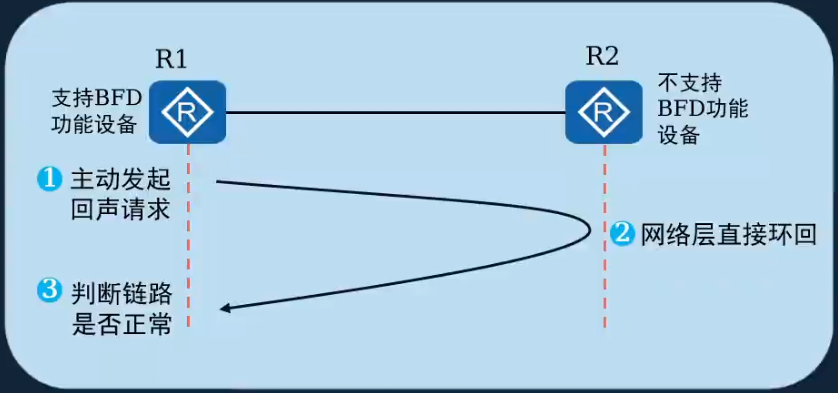 R1
R2
支持BFD
功能设备
R
R
不支持
BFD功能
设备
1 主动发起
回声请求
2 网络层直接环回
3 判断链路
是否正常